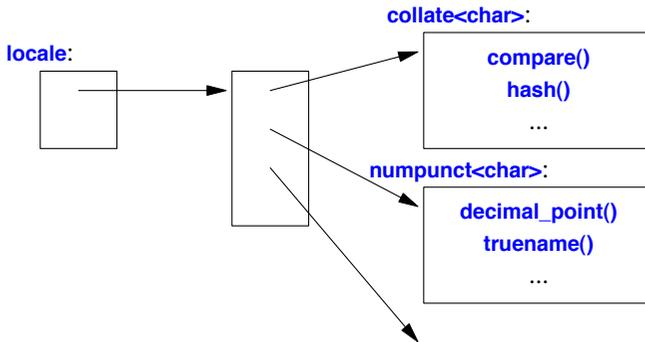 collate<char>:
locale:
compare()
hash()
...
numpunct<char>:
decimal_point()
truename()
...